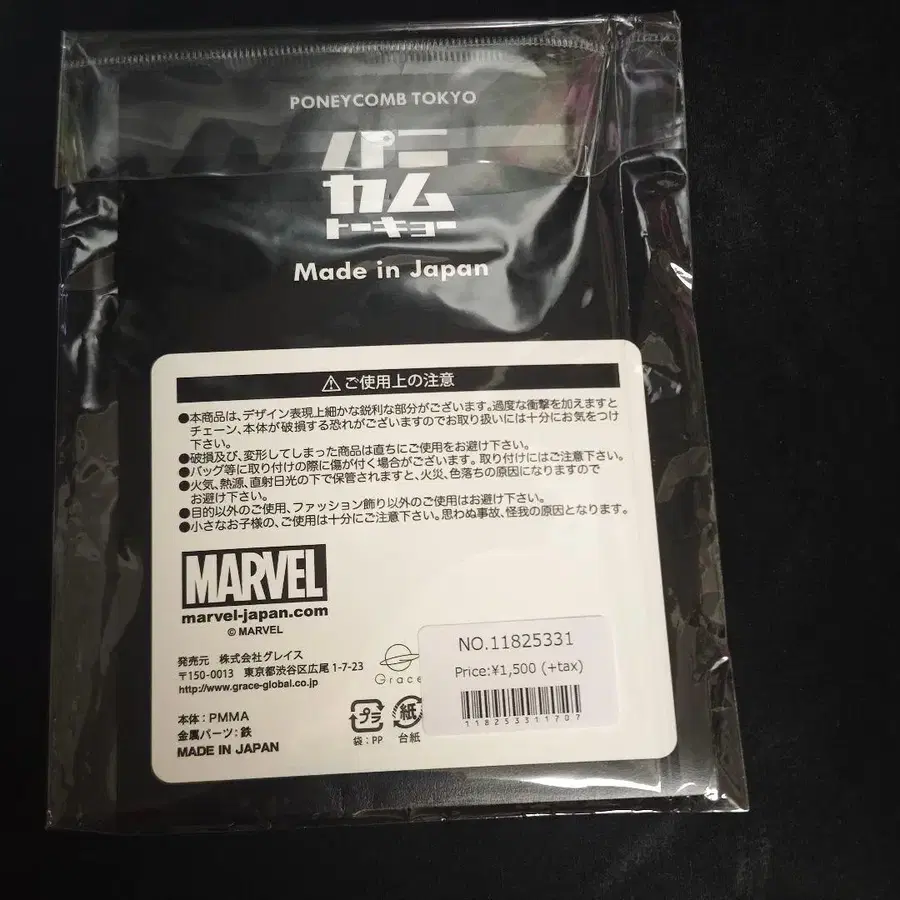 PONEYCOMB TOKYO
パニ
カム
トーキョー
Made in Japan
⚠ご使用上の注意
●本商品は、デザイン表現上細かな鋭利な部分がございます。過度な衝撃を加えますと
チェーン、本体が破損する恐れがございますのでお取り扱いには十分にお気をつけ
下さい。
●破損及び、変形してしまった商品は直ちにご使用をお避け下さい。
●バッグ等に取り付けの際に傷が付く場合がございます。取り付けにはご注意下さい。
●火気、熱源、直射日光の下で保管されますと、火災、色落ちの原因になりますので
お避け下さい。
●目的以外のご使用、ファッション飾り以外のご使用はお避け下さい。
●小さなお子様の、ご使用は十分にご注意下さい。思わぬ事故、怪我の原因となります。
MARVEL
marvel-japan.com
© MARVEL
発売元 株式会社グレイス
〒150-0013 東京都渋谷区広尾1-7-23
http://www.grace-global.co.jp
Grace
本体:PMMA
金属パーツ:鉄
MADE IN JAPAN
プラ
袋:PP
紙
台紙
NO.11825331
Price:¥1,500 (+tax)
1182533111707